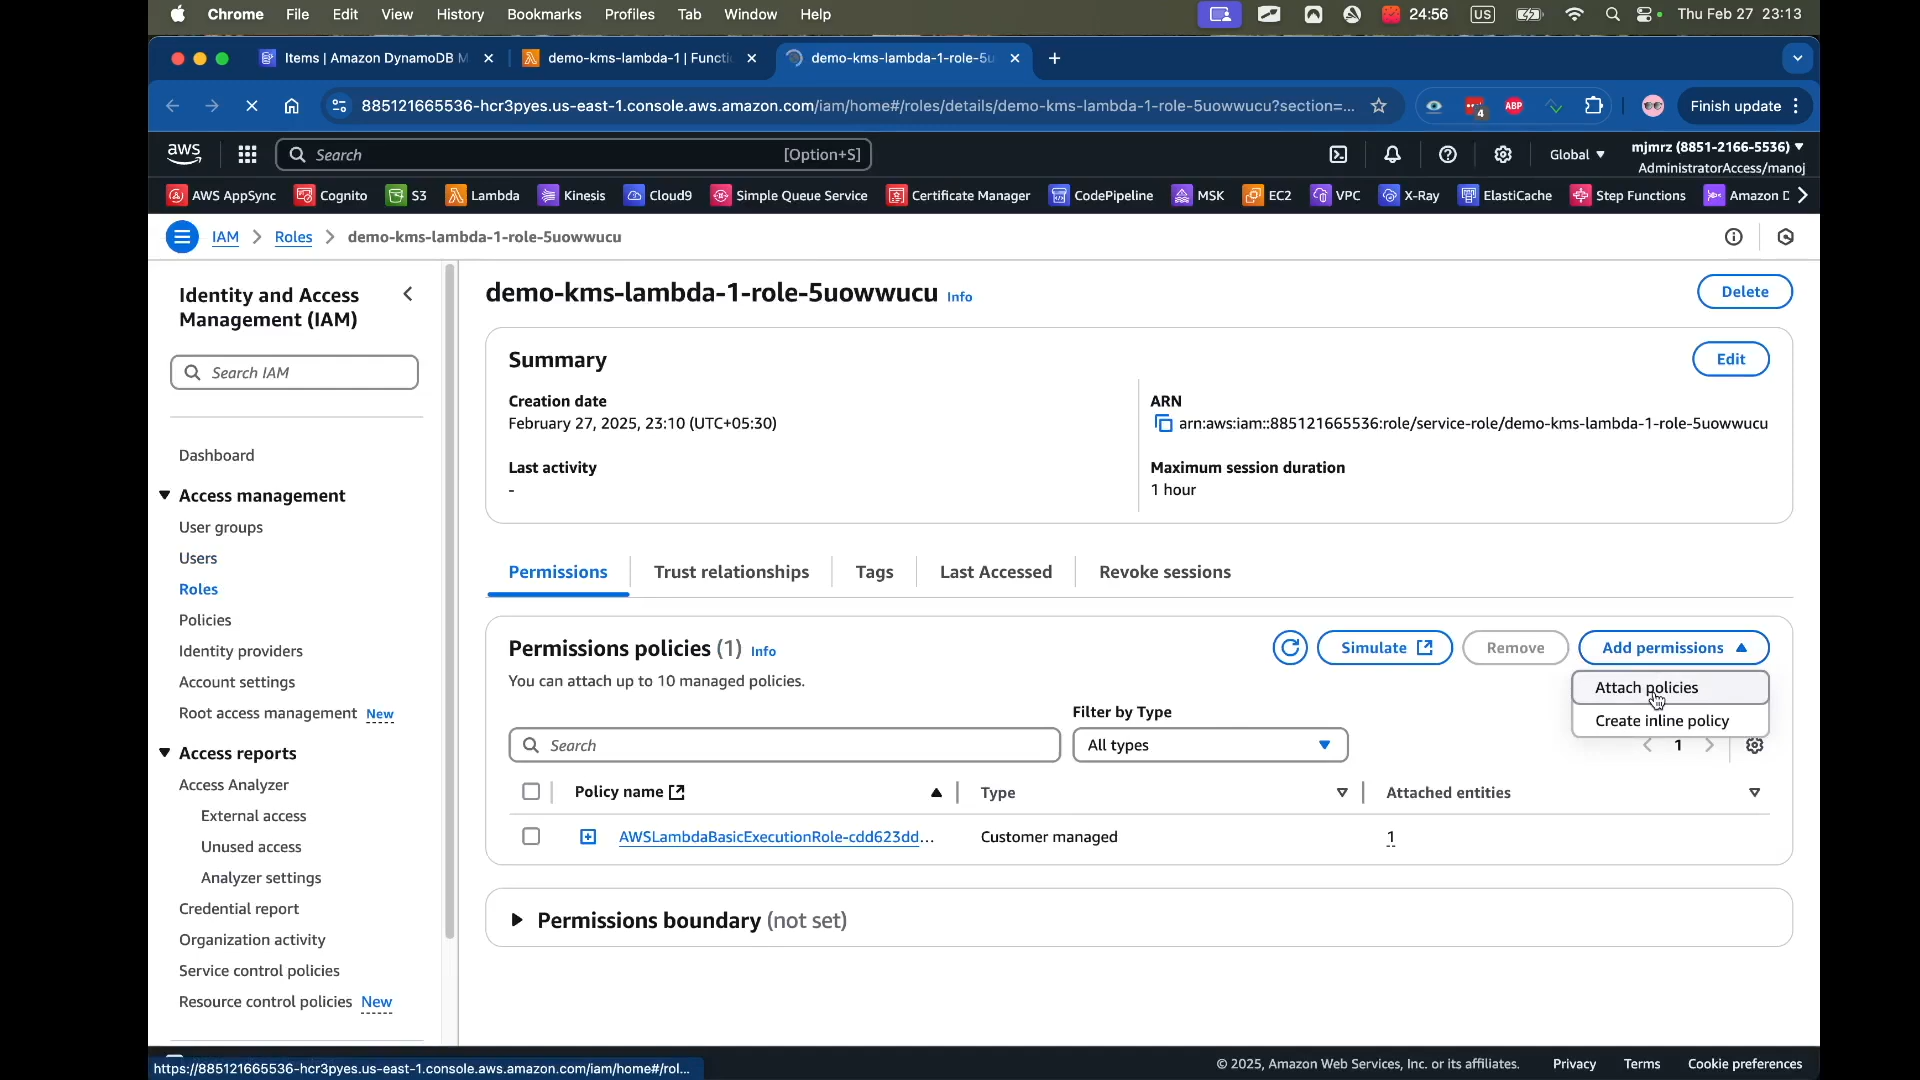 Chrome File Edit View History Bookmarks Profiles Tab Window Help 24:56 US Thu Feb 27 23:13
Items | Amazon DynamoDB M demo-kms-lambda-1 | Functi demo-kms-lambda-1-role-5u
885121665536-hcr3pyes.us-east-1.console.aws.amazon.com/iam/home#/roles/details/demo-kms-lambda-1-role-5uowwucu?section=... 4 ABP Finish update
aws Search [Option+S] Global mjmrz (8851-2166-5536)
AdministratorAccess/manoj
AWS AppSync Cognito S3 Lambda Kinesis Cloud9 Simple Queue Service Certificate Manager CodePipeline MSK EC2 VPC X-Ray ElastiCache Step Functions Amazon
IAM > Roles > demo-kms-lambda-1-role-5uowwucu
Identity and Access
Management (IAM)
Search IAM
Dashboard
Access management
User groups
Users
Roles
Policies
Identity providers
Account settings
Root access management New
Access reports
Access Analyzer
External access
Unused access
Analyzer settings
Credential report
Organization activity
Service control policies
Resource control policies New
demo-kms-lambda-1-role-5uowwucu Info
Delete
Summary
Edit
Creation date
February 27, 2025, 23:10 (UTC+05:30)
ARN
arn:aws:iam::885121665536:role/service-role/demo-kms-lambda-1-role-5uowwucu
Last activity
-
Maximum session duration
1 hour
Permissions Trust relationships Tags Last Accessed Revoke sessions
Permissions policies (1) Info
Simulate Remove Add permissions
You can attach up to 10 managed policies.
Attach policies
Create inline policy
Filter by Type
Search All types 1
Policy name Type Attached entities
AWSLambdaBasicExecutionRole-cdd623dd... Customer managed 1
Permissions boundary (not set)
https://885121665536-hcr3pyes.us-east-1.console.aws.amazon.com/iam/home#/rol...
© 2025, Amazon Web Services, Inc. or its affiliates. Privacy Terms Cookie preferences